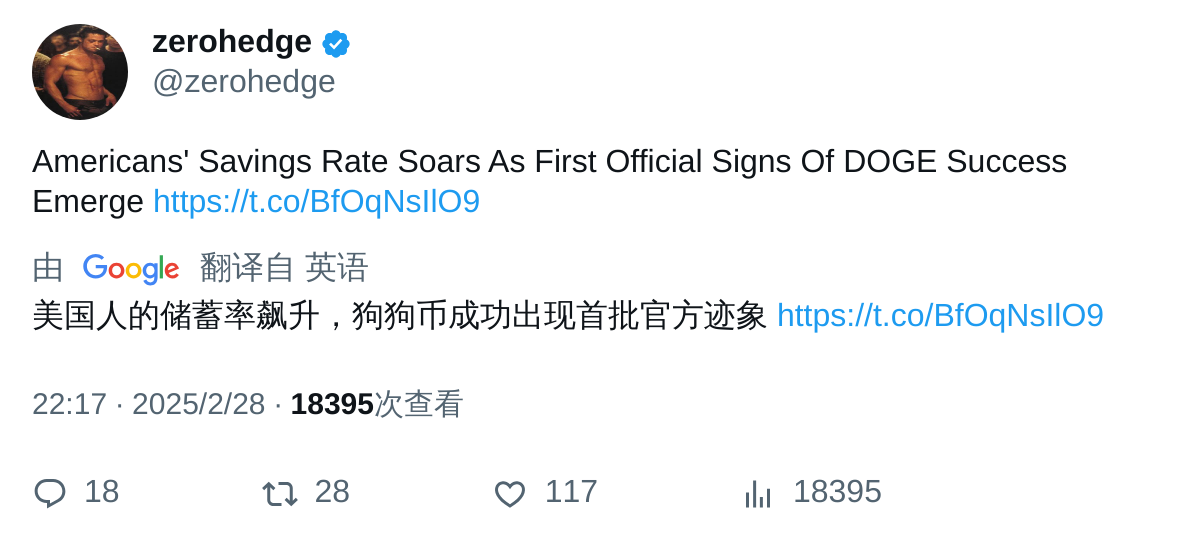 zerohedge
@zerohedge
Americans' Savings Rate Soars As First Official Signs Of DOGE Success
Emerge https://t.co/BfOqNsIlO9
由 Google 翻译自 英语
美国人的储蓄率飙升，狗狗币成功出现首批官方迹象 https://t.co/BfOqNsIlO9
22:17 · 2025/2/28 · 18395次查看
18 28 117 18395